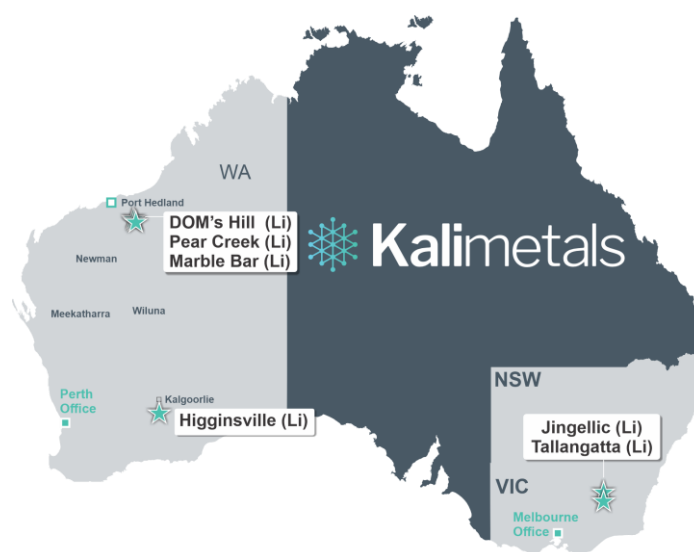 WA
Port Hedland
DOM's Hill (Li)
Pear Creek (Li)
Marble Bar (Li)
Kalimetals
Newman
Meekatharra
Wiluna
Perth
Office
Kalgoorlie
Higginsville (Li)
NSW
Jingellic (Li)
Tallangatta (Li)
VIC
Melbourne
Office